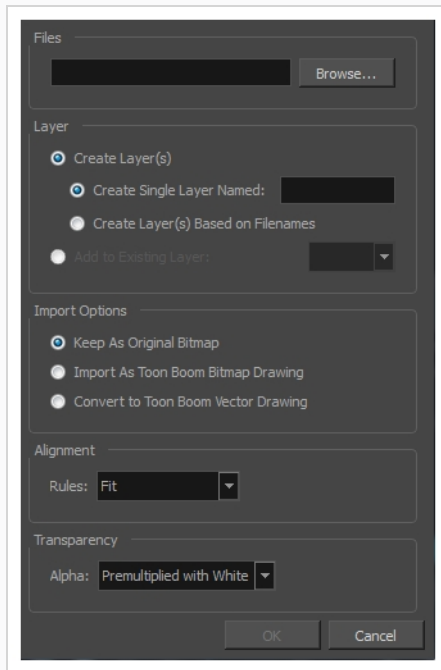 Files
Browse...
Layer
Create Layer(s)
Create Single Layer Named:
Create Layer(s) Based on Filenames
Add to Existing Layer:
Import Options
Keep As Original Bitmap
Import As Toon Boom Bitmap Drawing
Convert to Toon Boom Vector Drawing
Alignment
Rules: Fit
Transparency
Alpha: Premultiplied with White
OK Cancel